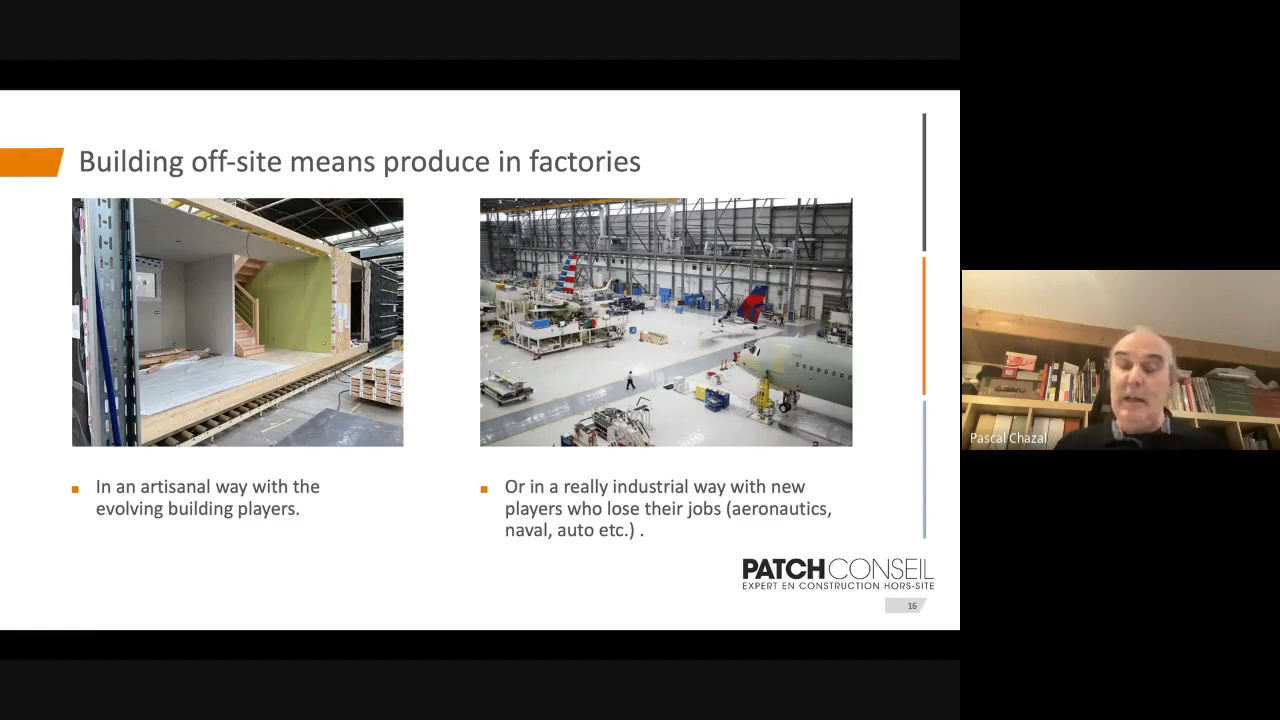 Building off-site means produce in factories
In an artisanal way with the
evolving building players.
Or in a really industrial way with new
players who lose their jobs (aeronautics,
naval, auto etc.) .
PATCHCONSEIL
EXPERT EN CONSTRUCTION HORS-SITE
16
Pascal Chazal